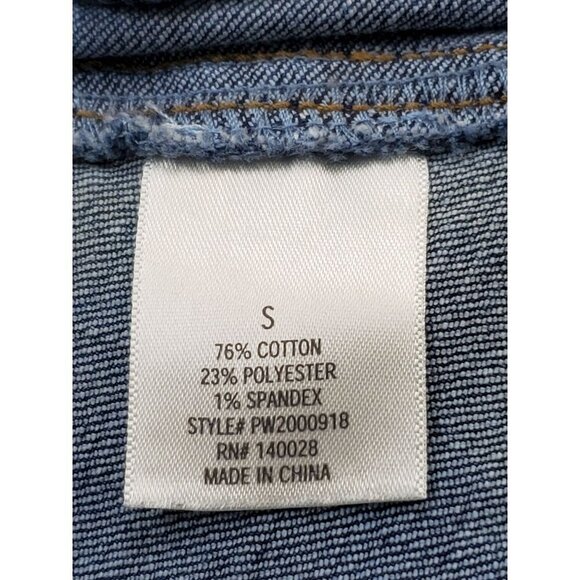 S
76% COTTON
23% POLYESTER
1% SPANDEX
STYLE# PW2000918
RN# 140028
MADE IN CHINA